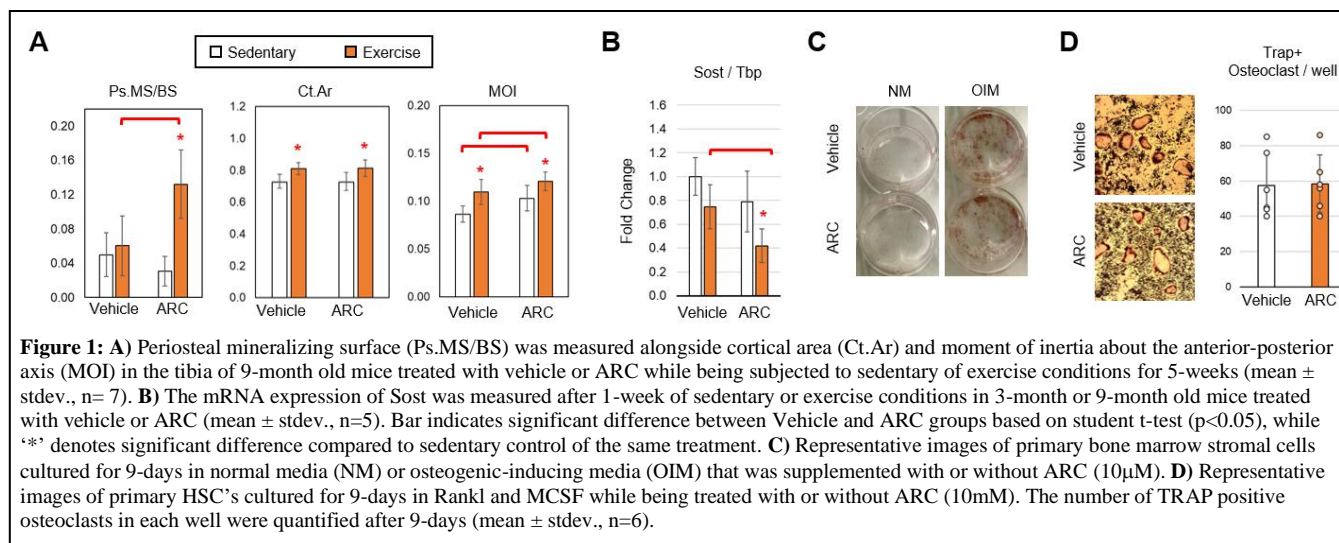 A
B
C
D
Sedentary
Exercise
Ps.MS/BS
Ct.Ar
MOI
Sost / Tbp
NM
OIM
Trap+
Osteoclast / well
0.20
0.16
0.12
0.08
0.04
0.00
*
Vehicle
ARC
1.2
1.0
0.8
0.6
0.4
0.2
0.0
*
*
Vehicle
ARC
0.20
0.15
0.10
0.05
0.00
*
*
Vehicle
ARC
Fold Change
1.6
1.4
1.2
1.0
0.8
0.6
0.4
0.2
0.0
*
Vehicle
ARC
Vehicle
ARC
Vehicle
ARC
100
80
60
40
20
0
Vehicle
ARC
Figure 1: A) Periosteal mineralizing surface (Ps.MS/BS) was measured alongside cortical area (Ct.Ar) and moment of inertia about the anterior-posterior
axis (MOI) in the tibia of 9-month old mice treated with vehicle or ARC while being subjected to sedentary of exercise conditions for 5-weeks (mean ±
stdev., n= 7). B) The mRNA expression of Sost was measured after 1-week of sedentary or exercise conditions in 3-month or 9-month old mice treated
with vehicle or ARC (mean ± stdev., n=5). Bar indicates significant difference between Vehicle and ARC groups based on student t-test (p<0.05), while
‘*’ denotes significant difference compared to sedentary control of the same treatment. C) Representative images of primary bone marrow stromal cells
cultured for 9-days in normal media (NM) or osteogenic-inducing media (OIM) that was supplemented with or without ARC (10μM). D) Representative
images of primary HSC’s cultured for 9-days in Rankl and MCSF while being treated with or without ARC (10mM). The number of TRAP positive
osteoclasts in each well were quantified after 9-days (mean ± stdev., n=6).